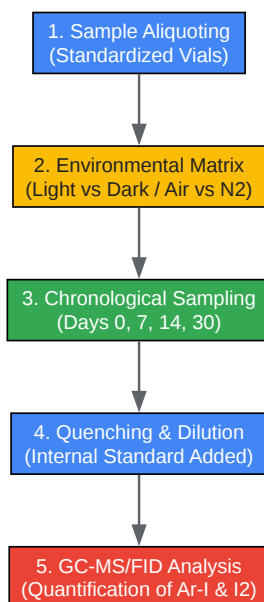 1. Sample Aliquoting
(Standardized Vials)
2. Environmental Matrix
(Light vs Dark / Air vs N2)
3. Chronological Sampling
(Days 0, 7, 14, 30)
4. Quenching & Dilution
(Internal Standard Added)
5. GC-MS/FID Analysis
(Quantification of Ar-I & I2)